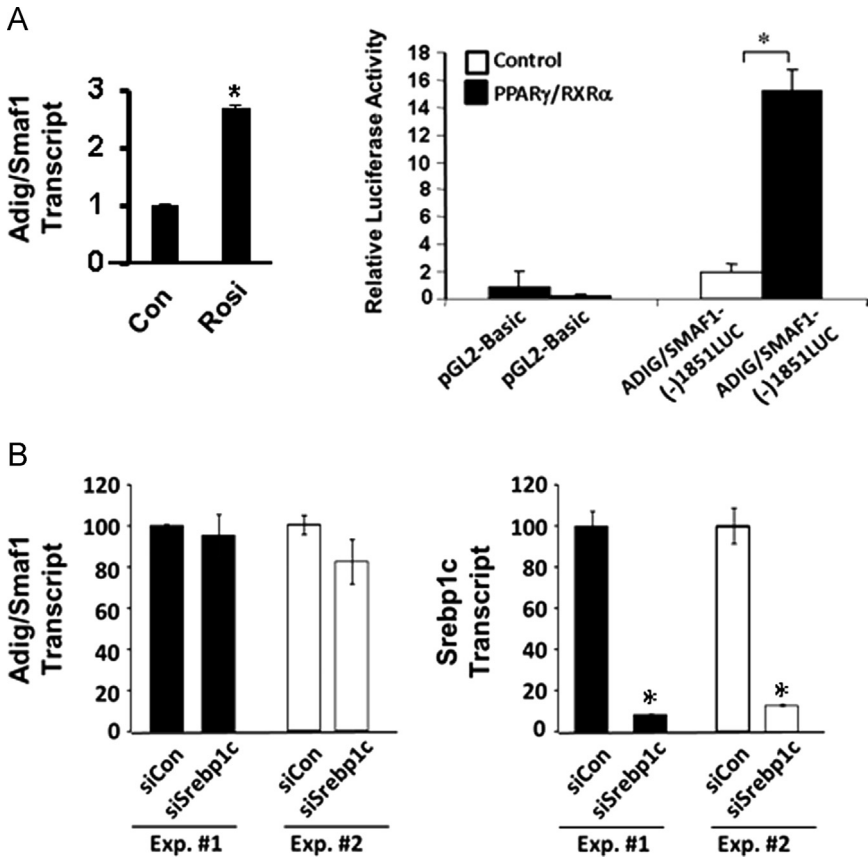 A
Adig/Smaf1
Transcript
3
2
1
0
*
Con
Rosi
Relative Luciferase Activity
18
16
14
12
10
8
6
4
2
0
Control
PPARγ/RXRα
*
pGL2-Basic
pGL2-Basic
ADIG/SMAF1-
(-)1851LUC
ADIG/SMAF1-
(-)1851LUC
B
Adig/Smaf1
Transcript
120
100
80
60
40
20
0
siCon
siSrebp1c
siCon
siSrebp1c
Exp. #1
Exp. #2
Srebp1c
Transcript
120
100
80
60
40
20
0
*
*
siCon
siSrebp1c
siCon
siSrebp1c
Exp. #1
Exp. #2